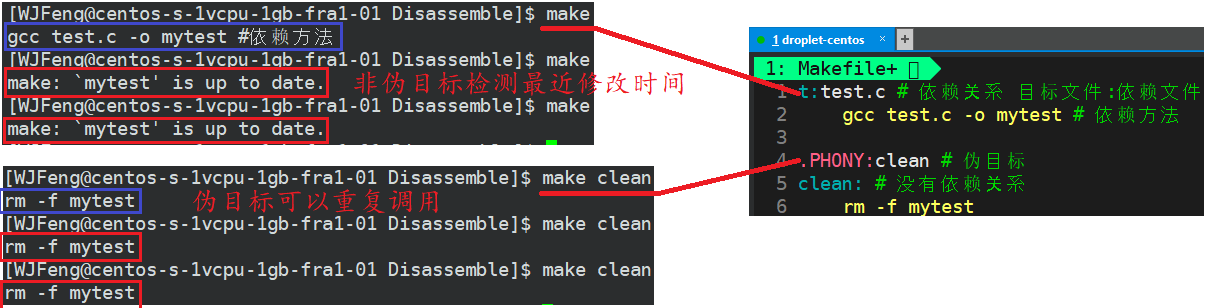 [WJFeng@centos-s-1vcpu-1gb-fra1-01 Disassemble]$ make
gcc test.c -o mytest #依赖方法
[WJFeng@centos-s-1vcpu-1gb-fra1-01 Disassemble]$ make
make: `mytest' is up to date.
非伪目标检测最近修改时间
[WJFeng@centos-s-1vcpu-1gb-fra1-01 Disassemble]$ make
make: `mytest' is up to date.
[WJFeng@centos-s-1vcpu-1gb-fra1-01 Disassemble]$ make clean
rm -f mytest
伪目标可以重复调用
[WJFeng@centos-s-1vcpu-1gb-fra1-01 Disassemble]$ make clean
rm -f mytest
[WJFeng@centos-s-1vcpu-1gb-fra1-01 Disassemble]$ make clean
rm -f mytest
1 droplet-centos × +
1: Makefile+
1 t:test.c # 依赖关系 目标文件:依赖文件
2 gcc test.c -o mytest # 依赖方法
3
4 .PHONY:clean # 伪目标
5 clean: # 没有依赖关系
6 rm -f mytest